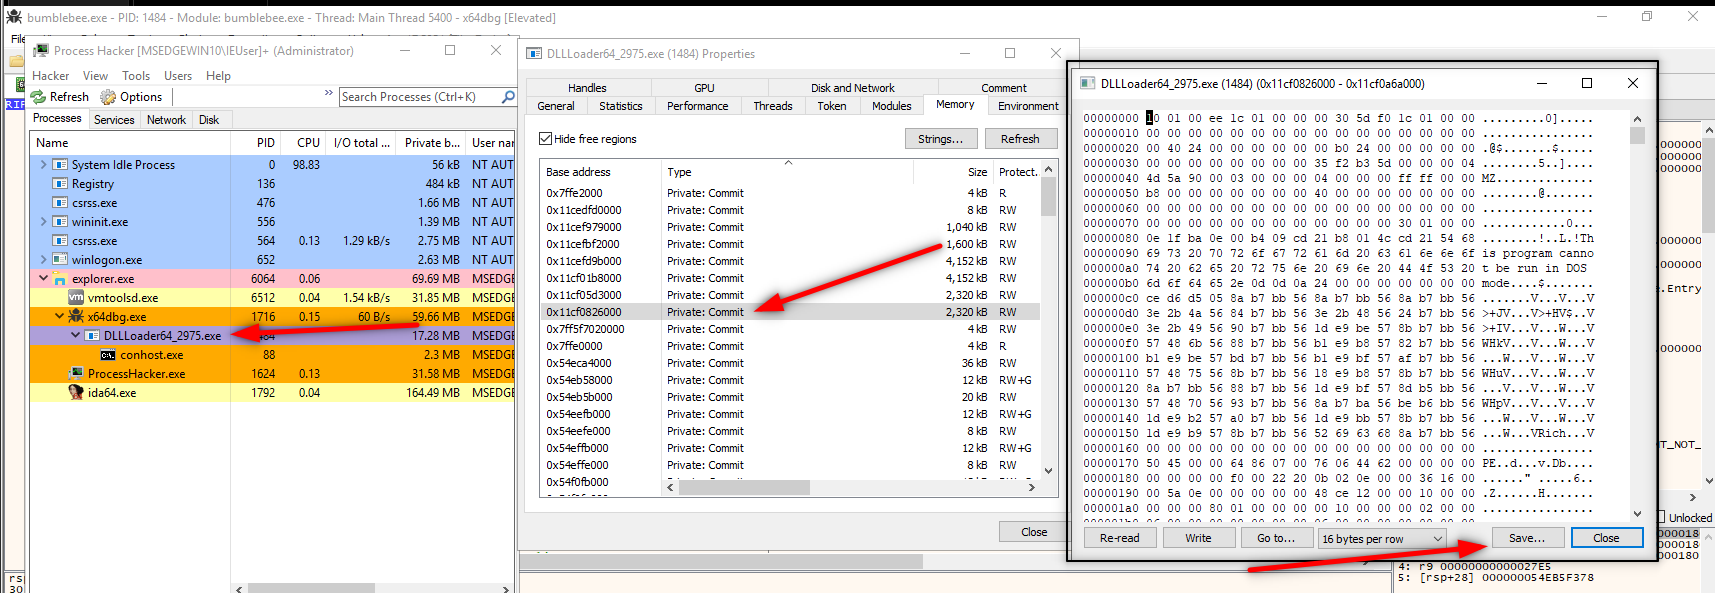 bumblebee.exe - PID: 1484 - Module: bumblebee.exe - Thread: Main Thread 5400 - x64dbg [Elevated]
Process Hacker [MSEDGEWIN10\IEUser]+ (Administrator)
Hacker View Tools Users Help
Refresh Options » Search Processes (Ctrl+K)
Processes Services Network Disk
Name PID CPU I/O total ... Private b... User nan
System Idle Process 0 98.83 56 kB NT AUT
Registry 136 484 kB NT AUT
csrss.exe 476 1.66 MB NT AUT
wininit.exe 556 1.39 MB NT AUT
csrss.exe 564 0.13 1.29 kB/s 2.75 MB NT AUT
winlogon.exe 652 2.63 MB NT AUT
explorer.exe 6064 0.06 69.69 MB MSEDGE
vmtoolsd.exe 6512 0.04 1.54 kB/s 31.85 MB MSEDGE
x64dbg.exe 1716 0.15 60 B/s 59.66 MB MSEDGE
DLLLoader64_2975.exe 17.28 MB MSEDGE
conhost.exe 88 2.3 MB MSEDGE
ProcessHacker.exe 1624 0.13 31.58 MB MSEDGE
ida64.exe 1792 0.04 164.49 MB MSEDGE
DLLLoader64_2975.exe (1484) Properties
Handles GPU Disk and Network Comment
General Statistics Performance Threads Token Modules Memory Environment
Hide free regions Strings... Refresh
Base address Type Size Protect.
0x7ffe2000 Private: Commit 4 kB R
0x11cedfd0000 Private: Commit 8 kB RW
0x11cef979000 Private: Commit 1,040 kB RW
0x11cefbf2000 Private: Commit 1,600 kB RW
0x11cefd9b000 Private: Commit 4,152 kB RW
0x11cf01b8000 Private: Commit 4,152 kB RW
0x11cf05d3000 Private: Commit 2,320 kB RW
0x11cf0826000 Private: Commit 2,320 kB RW
0x7ff5f7020000 Private: Commit 4 kB RW
0x7ffe0000 Private: Commit 4 kB R
0x54eca4000 Private: Commit 36 kB RW
0x54eb58000 Private: Commit 12 kB RW+G
0x54eb5b000 Private: Commit 20 kB RW
0x54eefb000 Private: Commit 12 kB RW+G
0x54eefe000 Private: Commit 8 kB RW
0x54effb000 Private: Commit 12 kB RW+G
0x54effe000 Private: Commit 8 kB RW
0x54f0fb000 Private: Commit
Close
DLLLoader64_2975.exe (1484) (0x11cf0826000 - 0x11cf0a6a000)
00000000 10 01 00 ee 1c 01 00 00 00 30 5d f0 1c 01 00 00 .........0].....
00000010 00 00 00 00 00 00 00 00 00 00 00 00 00 00 00 00 ................
00000020 00 40 24 00 00 00 00 00 00 b0 24 00 00 00 00 00 .@$.......$.....
00000030 00 00 00 00 00 00 00 00 00 35 f2 b3 5d 00 00 04 .........5..]...
00000040 4d 5a 90 00 03 00 00 00 04 00 00 00 ff ff 00 00 MZ..............
00000050 b8 00 00 00 00 00 00 00 40 00 00 00 00 00 00 00 ........@.......
00000060 00 00 00 00 00 00 00 00 00 00 00 00 00 00 00 00 ................
00000070 00 00 00 00 00 00 00 00 00 00 00 00 30 01 00 00 ............0...
00000080 0e 1f ba 0e 00 b4 09 cd 21 b8 01 4c cd 21 54 68 ........!..L.!Th
00000090 69 73 20 70 72 6f 67 72 61 6d 20 63 61 6e 6e 6f is program canno
000000a0 74 20 62 65 20 72 75 6e 20 69 6e 20 44 4f 53 20 t be run in DOS
000000b0 6d 6f 64 65 2e 0d 0d 0a 24 00 00 00 00 00 00 00 mode....$.......
000000c0 ce d6 d5 05 8a b7 bb 56 8a b7 bb 56 8a b7 bb 56 .......V...V...V
000000d0 3e 2b 4a 56 84 b7 bb 56 3e 2b 48 56 24 b7 bb 56 >+JV...V>+HV$..V
000000e0 3e 2b 49 56 90 b7 bb 56 1d e9 be 57 8b b7 bb 56 >+IV...V...W...V
000000f0 57 48 6b 56 88 b7 bb 56 b1 e9 b8 57 82 b7 bb 56 WHkV...V...W...V
00000100 b1 e9 be 57 bd b7 bb 56 b1 e9 bf 57 af b7 bb 56 ...W...V...W...V
00000110 57 48 75 56 8b b7 bb 56 18 e9 b8 57 8b b7 bb 56 WHuV...V...W...V
00000120 8a b7 bb 56 88 b7 bb 56 1d e9 bf 57 8d b5 bb 56 ...V...V...W...V
00000130 57 48 70 56 93 b7 bb 56 8a b7 ba 56 be b6 bb 56 WHpV...V...V...V
00000140 1d e9 b2 57 a0 b7 bb 56 1d e9 bb 57 8b b7 bb 56 ...W...V...W...V
00000150 1d e9 b9 57 8b b7 bb 56 52 69 63 68 8a b7 bb 56 ...W...VRich...V
00000160 00 00 00 00 00 00 00 00 00 00 00 00 00 00 00 00 ................
00000170 50 45 00 00 64 86 07 00 76 06 44 62 00 00 00 00 PE..d...v.Db....
00000180 00 00 00 00 f0 00 22 20 0b 02 0e 00 00 36 16 00 ......" .....6..
00000190 00 5a 0e 00 00 00 00 00 48 ce 12 00 00 10 00 00 .Z......H.......
000001a0 00 00 00 80 01 00 00 00 00 10 00 00 00 02 00 00 ................
Re-read Write Go to... 16 bytes per row Save... Close
e.Entry
T_NOT_
Unlocked
4: r9 00000000000027E5
5: [rsp+28] 000000054EB5F378